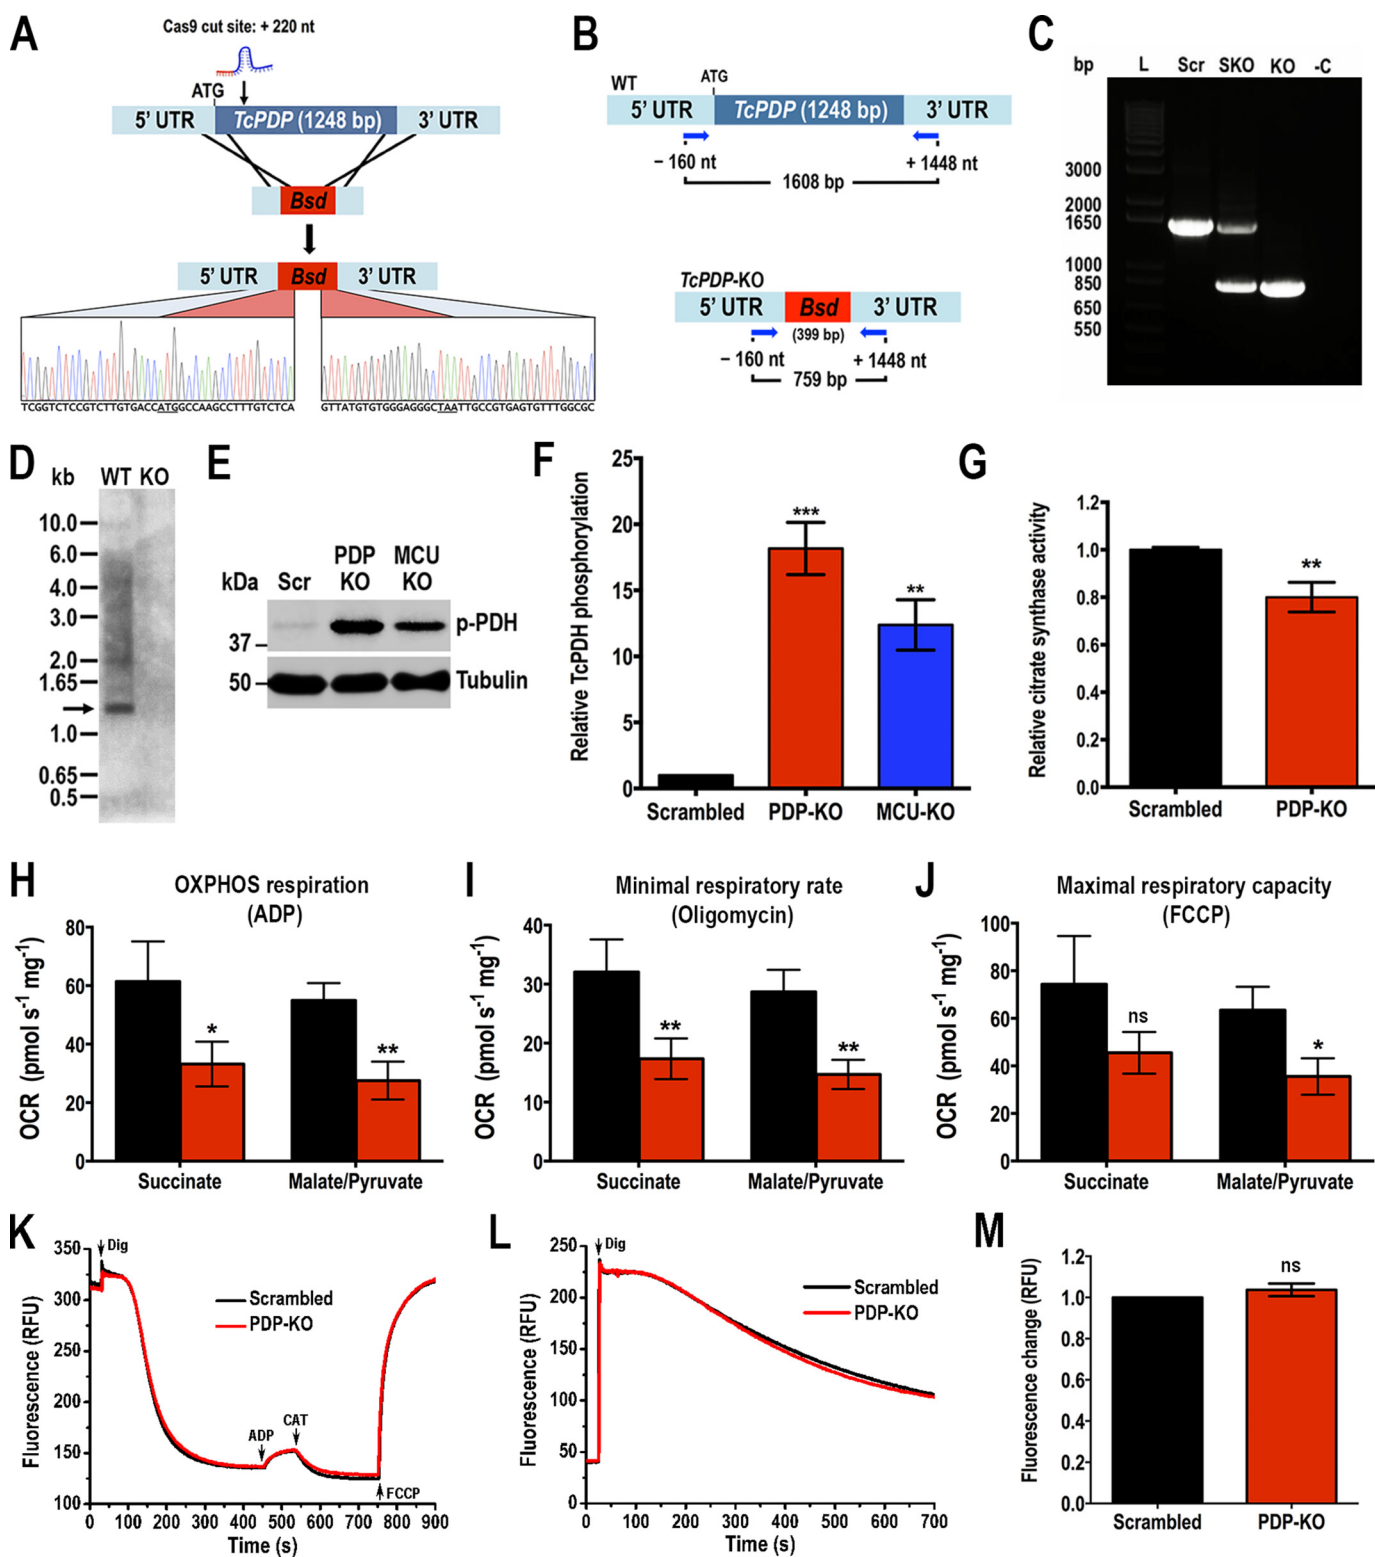 A
Cas9 cut site: + 220 nt
ATG
5' UTR
TcPDP (1248 bp)
3' UTR
Bsd
5' UTR
Bsd
3' UTR
TCGGTCTCCGTCTTGTGACCATGGCCAAGCCTTTGTCTCA
GTTATGTGTGGGAGGGCTAATTGCCGTGAGTGTTTGGCGC
B
WT
ATG
5' UTR
TcPDP (1248 bp)
3' UTR
– 160 nt
+ 1448 nt
1608 bp
TcPDP-KO
5' UTR
Bsd
(399 bp)
3' UTR
– 160 nt
+ 1448 nt
759 bp
C
bp L Scr SKO KO -C
3000
2000
1650
1000
850
650
550
D
kb WT KO
10.0
6.0
4.0
3.0
2.0
1.65
1.0
0.65
0.5
E
kDa Scr PDP KO MCU KO
37
p-PDH
50
Tubulin
F
Relative TcPDH phosphorylation
25
20
15
10
5
0
***
**
Scrambled PDP-KO MCU-KO
G
Relative citrate synthase activity
1.2
1.0
0.8
0.6
0.4
0.2
0.0
**
Scrambled PDP-KO
H
OXPHOS respiration
(ADP)
OCR (pmol s-1 mg-1)
80
60
40
20
0
*
**
Succinate Malate/Pyruvate
I
Minimal respiratory rate
(Oligomycin)
OCR (pmol s-1 mg-1)
40
30
20
10
0
**
**
Succinate Malate/Pyruvate
J
Maximal respiratory capacity
(FCCP)
OCR (pmol s-1 mg-1)
100
80
60
40
20
0
ns
*
Succinate Malate/Pyruvate
K
Fluorescence (RFU)
350
300
250
200
150
100
Dig
Scrambled
PDP-KO
ADP
CAT
FCCP
0 100 200 300 400 500 600 700 800 900
Time (s)
L
Fluorescence (RFU)
250
200
150
100
50
0
Dig
Scrambled
PDP-KO
0 100 200 300 400 500 600 700
Time (s)
M
Fluorescence change (RFU)
1.2
1.0
0.8
0.6
0.4
0.2
0.0
ns
Scrambled PDP-KO